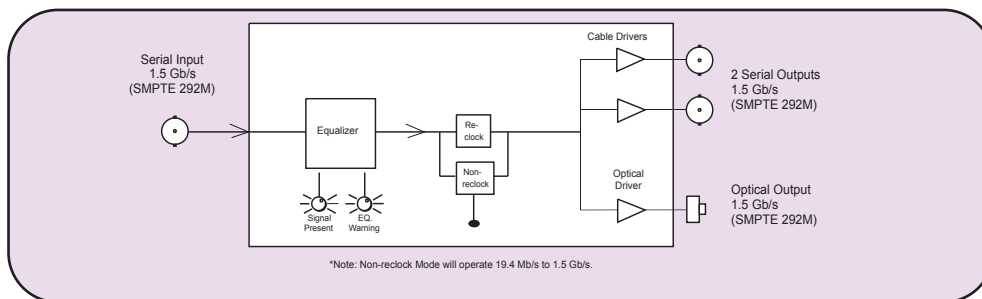 Serial Input
1.5 Gb/s
(SMPTE 292M)
Equalizer
Signal
Present
EQ.
Warning
Re-
clock
Non-
reclock
Cable Drivers
Optical
Driver
2 Serial Outputs
1.5 Gb/s
(SMPTE 292M)
Optical Output
1.5 Gb/s
(SMPTE 292M)
*Note: Non-reclock Mode will operate 19.4 Mb/s to 1.5 Gb/s.